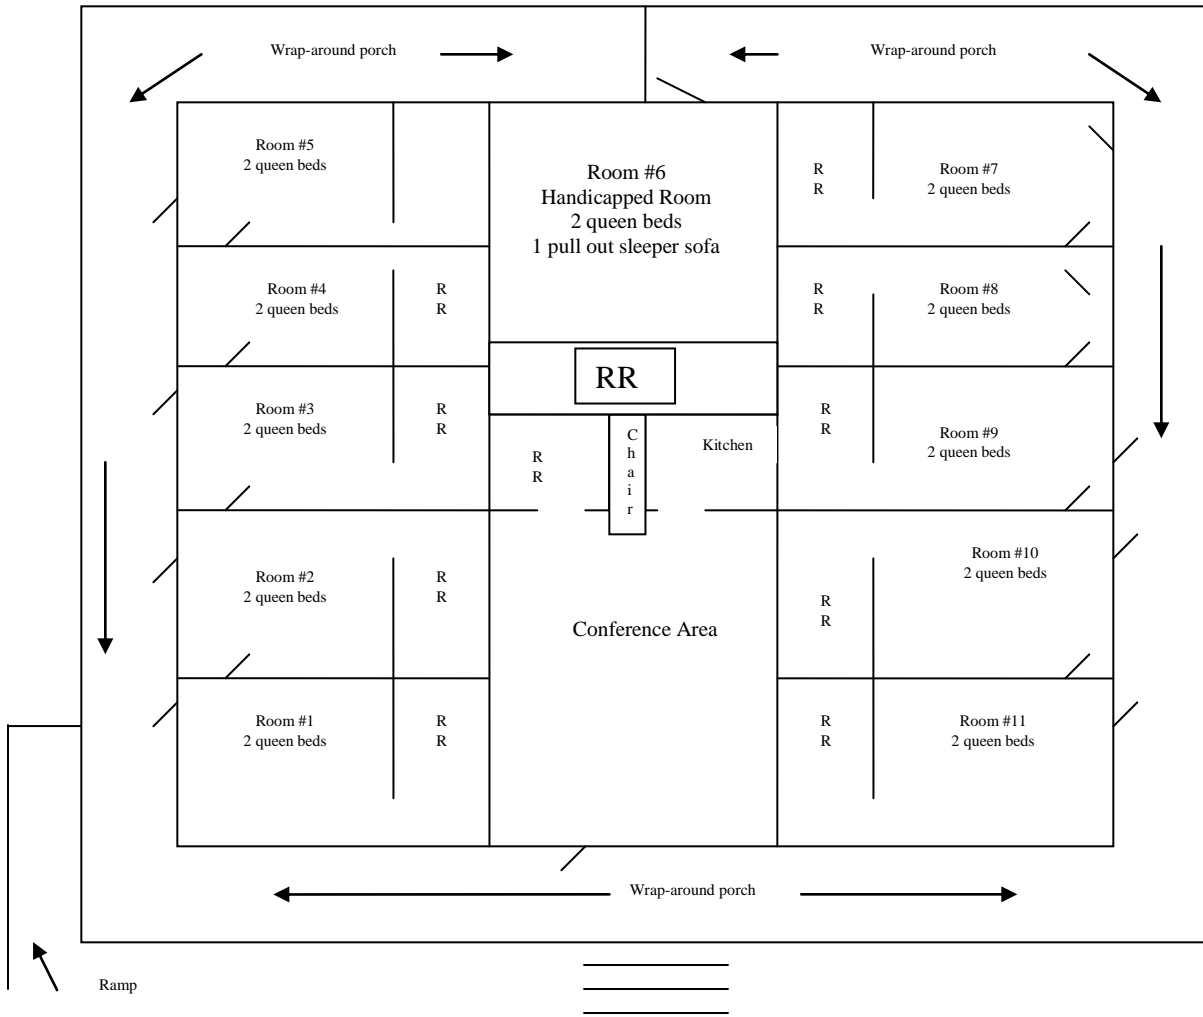 Wrap-around porch
Wrap-around porch
Room #5
2 queen beds
Room #6
Handicapped Room
2 queen beds
1 pull out sleeper sofa
R
R
Room #7
2 queen beds
Room #4
2 queen beds
R
R
R
R
Room #8
2 queen beds
RR
Room #3
2 queen beds
R
R
R
R
C
h
a
i
r
Kitchen
R
R
Room #9
2 queen beds
Room #2
2 queen beds
R
R
Conference Area
R
R
Room #10
2 queen beds
Room #1
2 queen beds
R
R
R
R
Room #11
2 queen beds
Wrap-around porch
Ramp